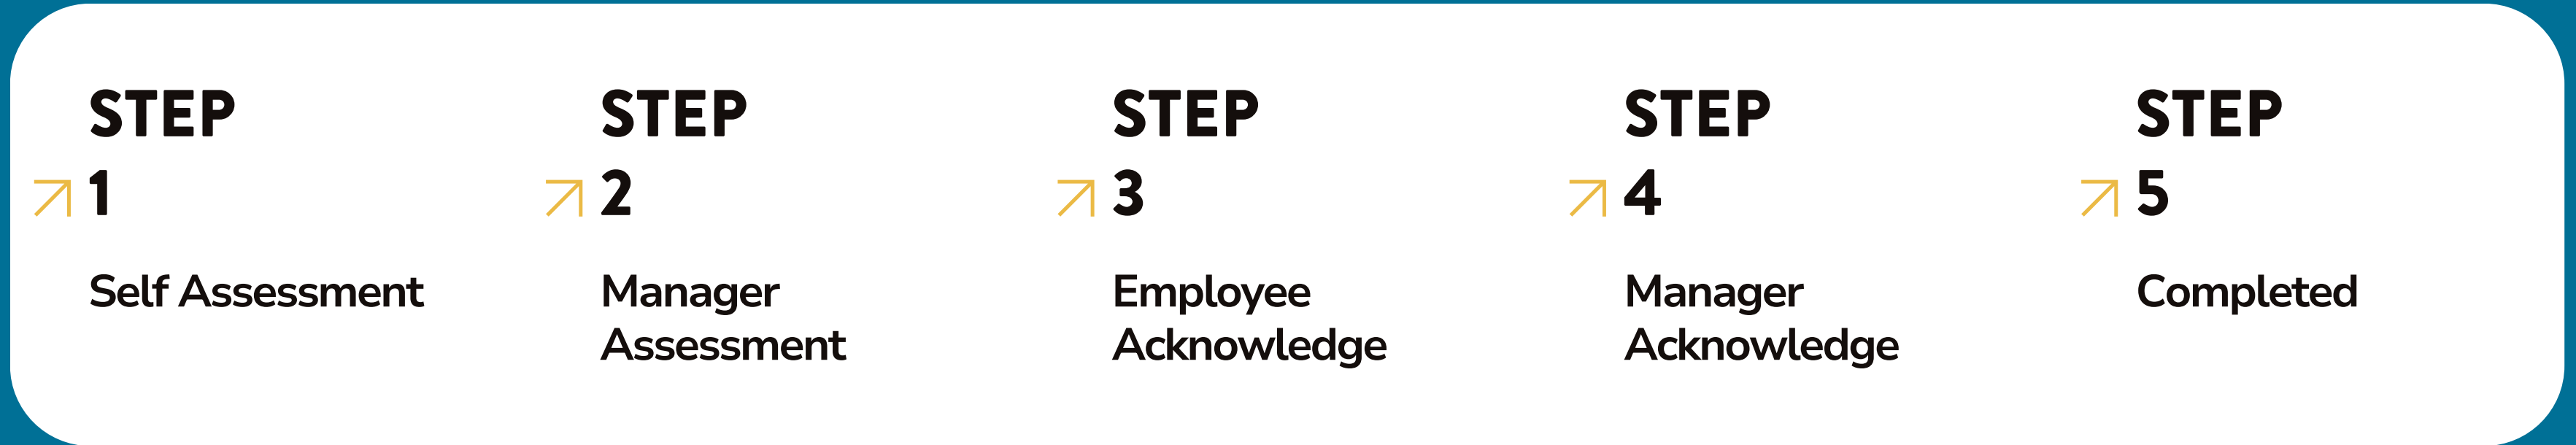 STEP
1
Self Assessment
STEP
2
Manager
Assessment
STEP
3
Employee
Acknowledge
STEP
4
Manager
Acknowledge
STEP
5
Completed